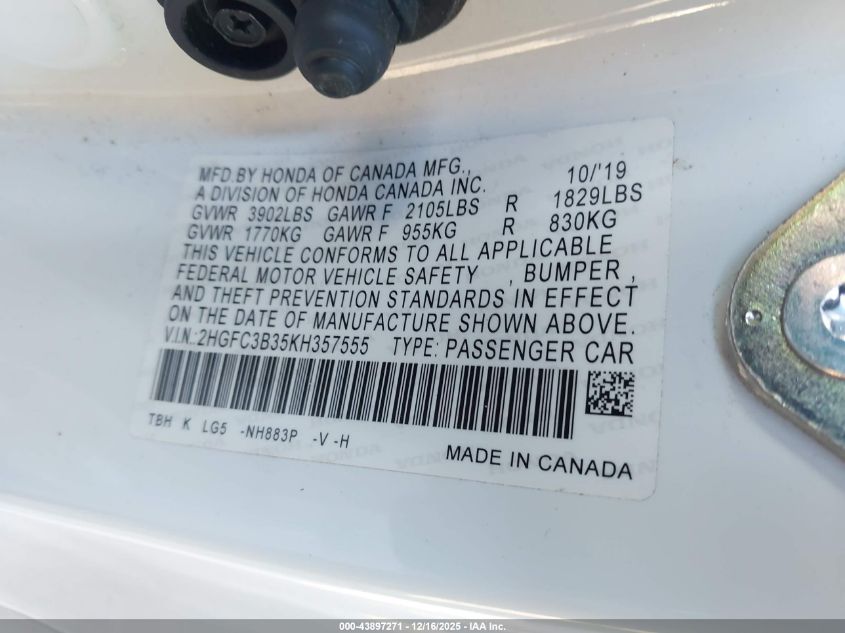 MFD.BY HONDA OF CANADA MFG., 10/'19
A DIVISION OF HONDA CANADA INC.
GVWR 3902LBS GAWR F 2105LBS R 1829LBS
GVWR 1770KG GAWR F 955KG R 830KG
THIS VEHICLE CONFORMS TO ALL APPLICABLE
FEDERAL MOTOR VEHICLE SAFETY , BUMPER ,
AND THEFT PREVENTION STANDARDS IN EFFECT
ON THE DATE OF MANUFACTURE SHOWN ABOVE.
V.I.N.:2HGFC3B35KH357555 TYPE: PASSENGER CAR
TBH K LG5 -NH883P -V -H
MADE IN CANADA
000-43897271 - 12/16/2025 - IAA Inc.